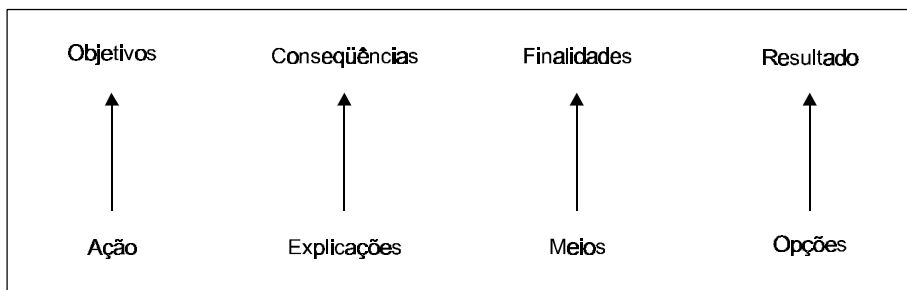 Objetivos Conseqüências Finalidades Resultado
Ação Explicações Meios Opções